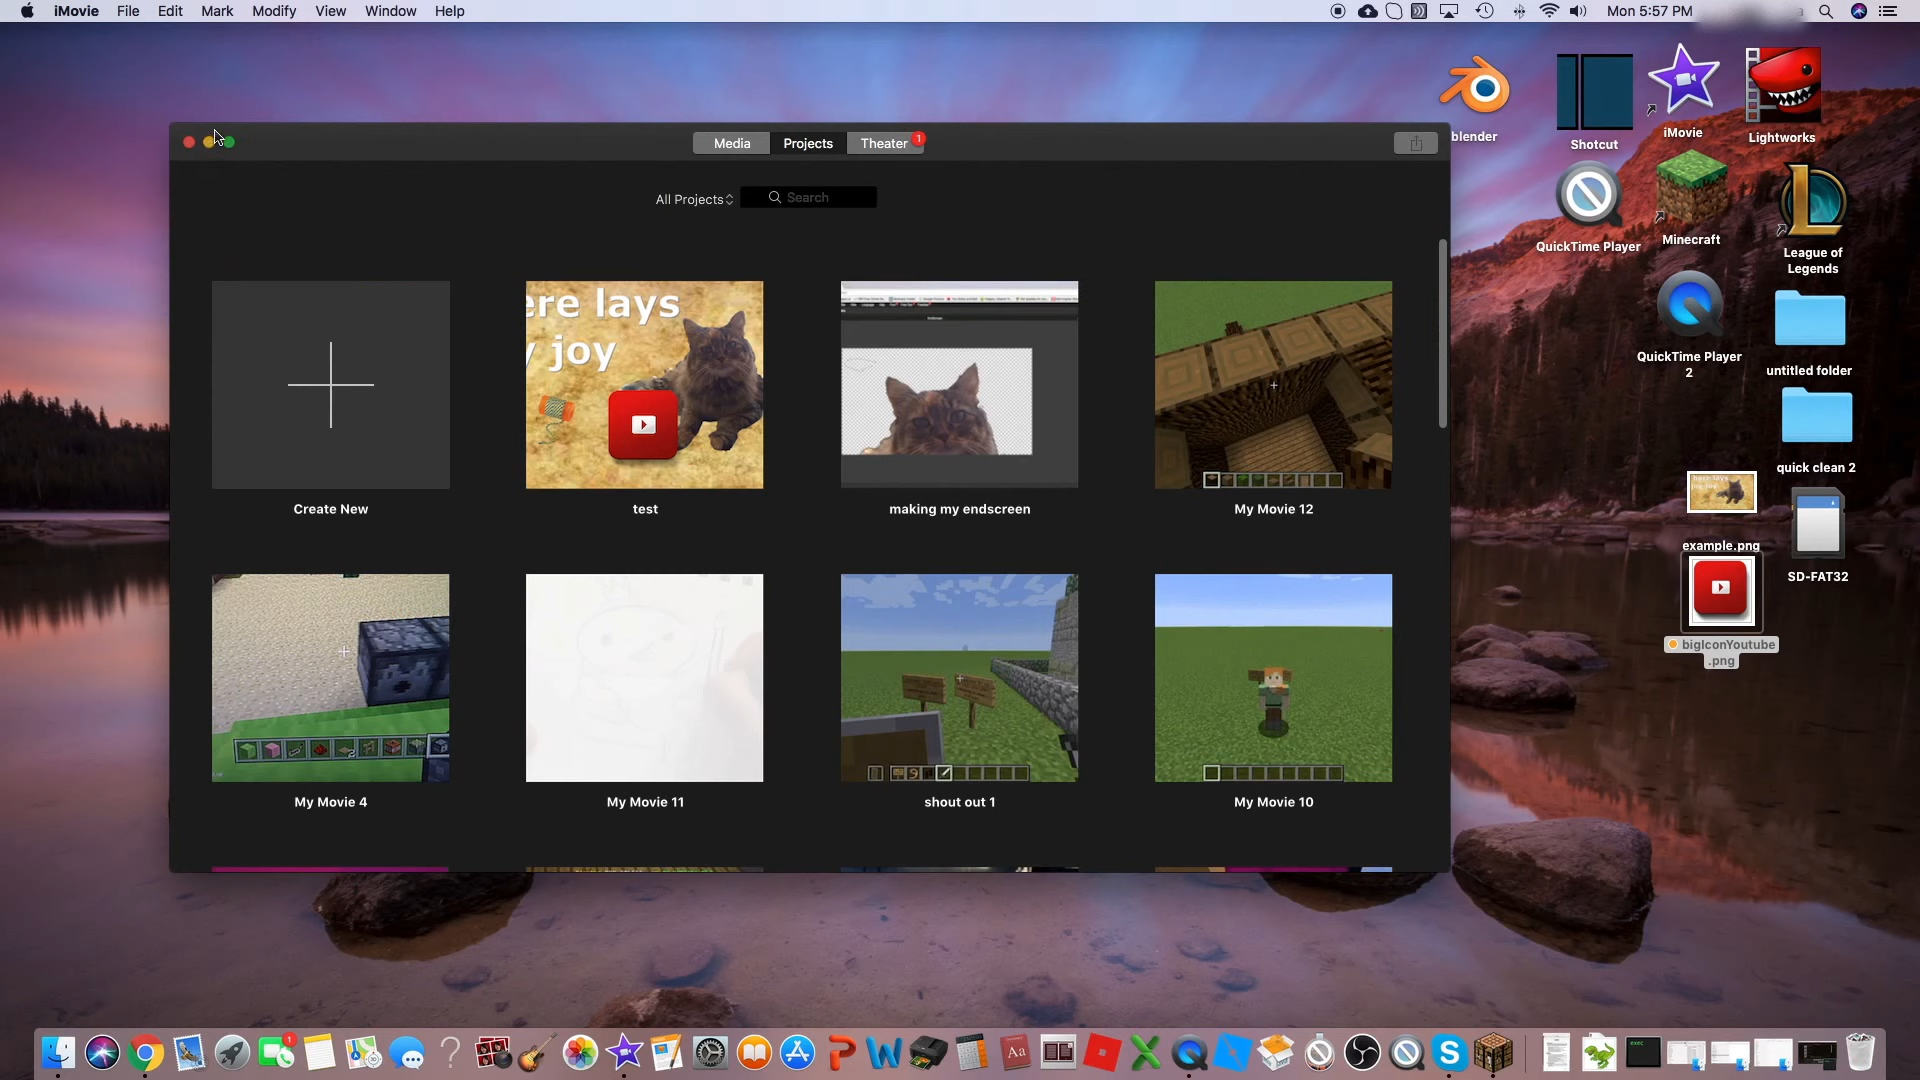 iMovie File Edit Mark Modify View Window Help
Mon 5:57 PM
Media Projects Theater 1
All Projects Search
ere lays
y joy
Create New
test
making my endscreen
My Movie 12
My Movie 4
My Movie 11
shout out 1
My Movie 10
blender
Shotcut
iMovie
Lightworks
QuickTime Player
Minecraft
League of
Legends
QuickTime Player
2
untitled folder
quick clean 2
example.png
SD-FAT32
bigIconYoutube
.png
1
Aa
exec